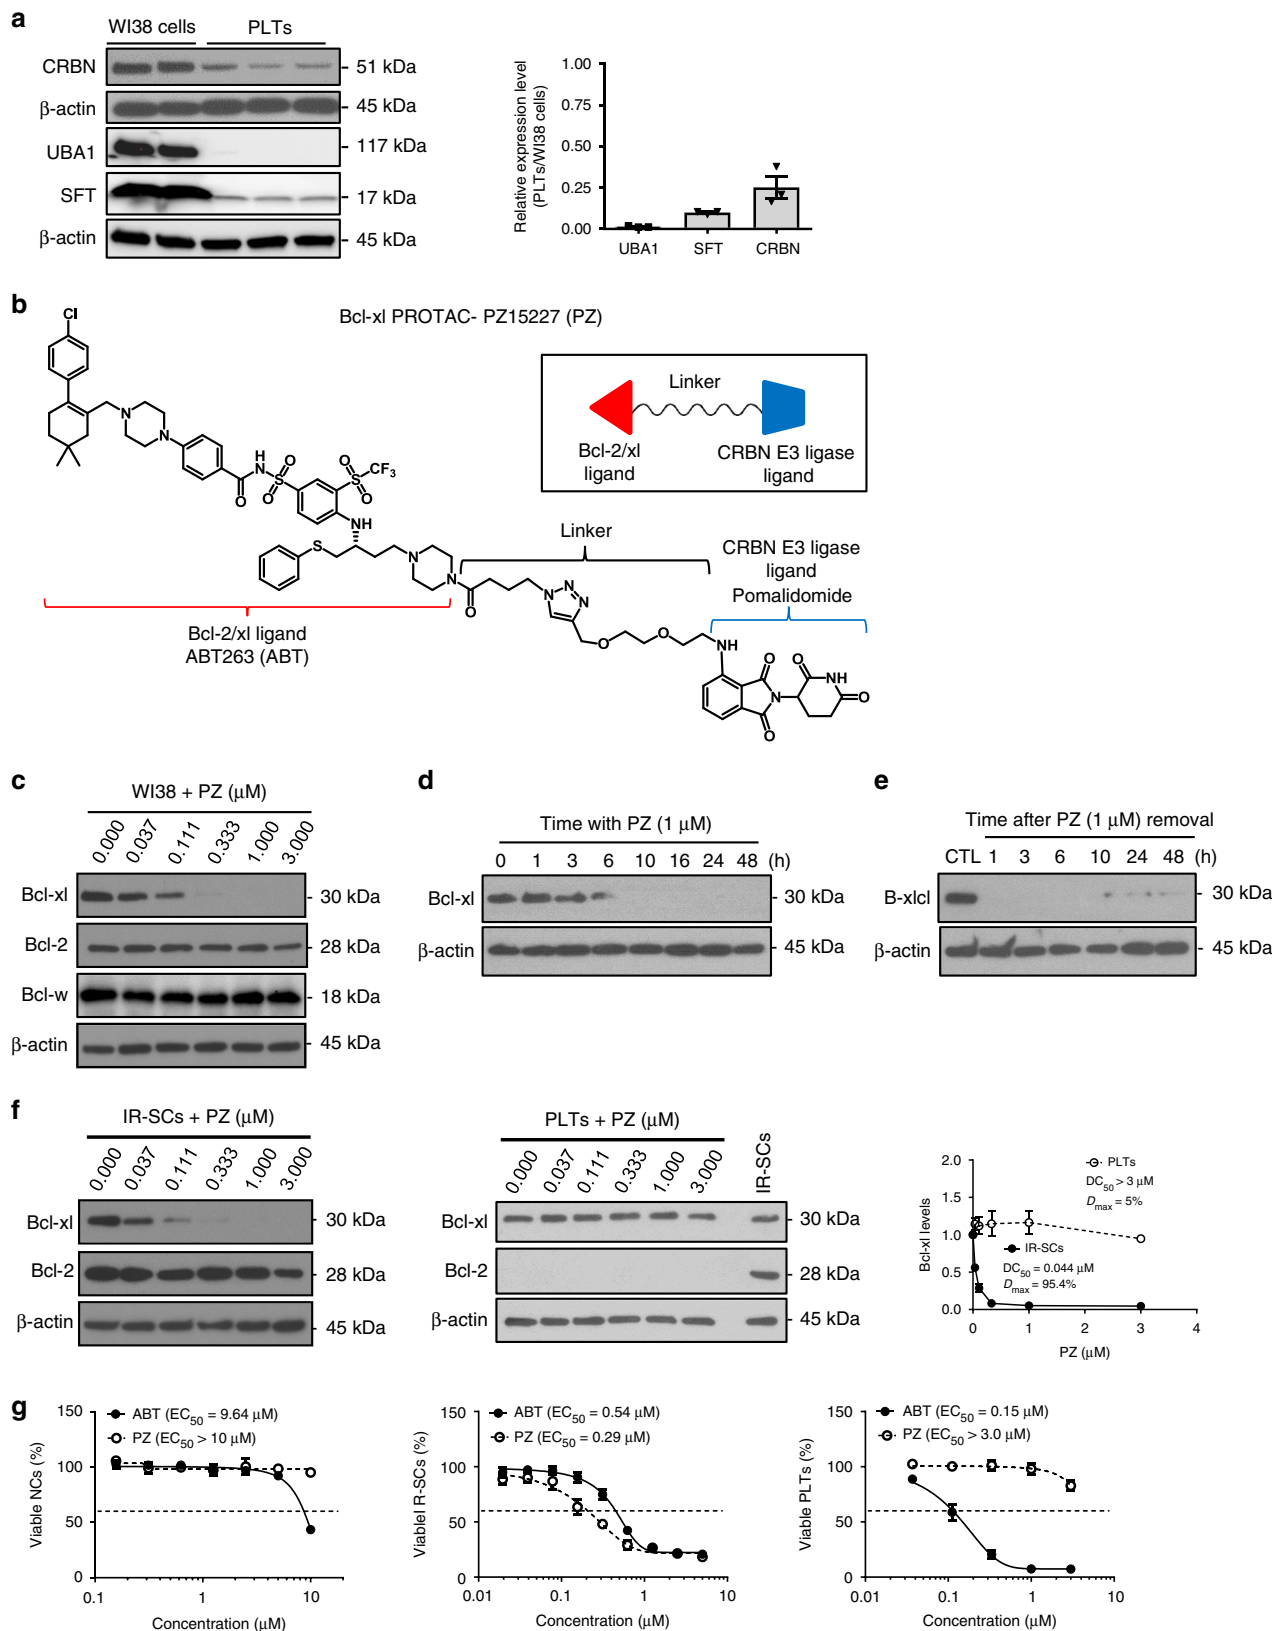 a
WI38 cells PLTs
CRBN 51 kDa
β-actin 45 kDa
UBA1 117 kDa
SFT 17 kDa
β-actin 45 kDa
Relative expression level
(PLTs/WI38 cells)
1.00
0.75
0.50
0.25
0.00
UBA1 SFT CRBN
b
Bcl-xl PROTAC- PZ15227 (PZ)
Cl
N
N
O
H
N
S
O
O
S
O
O
CF3
NH
S
N
N
O
N
N
N
O
O
NH
O
O
N
O
NH
O
Linker
Bcl-2/xl
ligand
CRBN E3 ligase
ligand
Linker
CRBN E3 ligase
ligand
Pomalidomide
Bcl-2/xl ligand
ABT263 (ABT)
c
WI38 + PZ (μM)
0.000 0.037 0.111 0.333 1.000 3.000
Bcl-xl 30 kDa
Bcl-2 28 kDa
Bcl-w 18 kDa
β-actin 45 kDa
d
Time with PZ (1 μM)
0 1 3 6 10 16 24 48 (h)
Bcl-xl 30 kDa
β-actin 45 kDa
e
Time after PZ (1 μM) removal
CTL 1 3 6 10 24 48 (h)
B-xlcl 30 kDa
β-actin 45 kDa
f
IR-SCs + PZ (μM)
0.000 0.037 0.111 0.333 1.000 3.000
Bcl-xl 30 kDa
Bcl-2 28 kDa
β-actin 45 kDa
PLTs + PZ (μM)
0.000 0.037 0.111 0.333 1.000 3.000 IR-SCs
Bcl-xl 30 kDa
Bcl-2 28 kDa
β-actin 45 kDa
Bcl-xl levels
2.0
1.5
1.0
0.5
0.0
PLTs
DC50 > 3 μM
Dmax = 5%
IR-SCs
DC50 = 0.044 μM
Dmax = 95.4%
0 1 2 3 4
PZ (μM)
g
Viable NCs (%)
150
100
50
0
ABT (EC50 = 9.64 μM)
PZ (EC50 > 10 μM)
0.1 1 10
Concentration (μM)
Viablel R-SCs (%)
150
100
50
0
ABT (EC50 = 0.54 μM)
PZ (EC50 = 0.29 μM)
0.01 0.1 1 10
Concentration (μM)
Viable PLTs (%)
150
100
50
0
ABT (EC50 = 0.15 μM)
PZ (EC50 > 3.0 μM)
0.01 0.1 1 10
Concentration (μM)